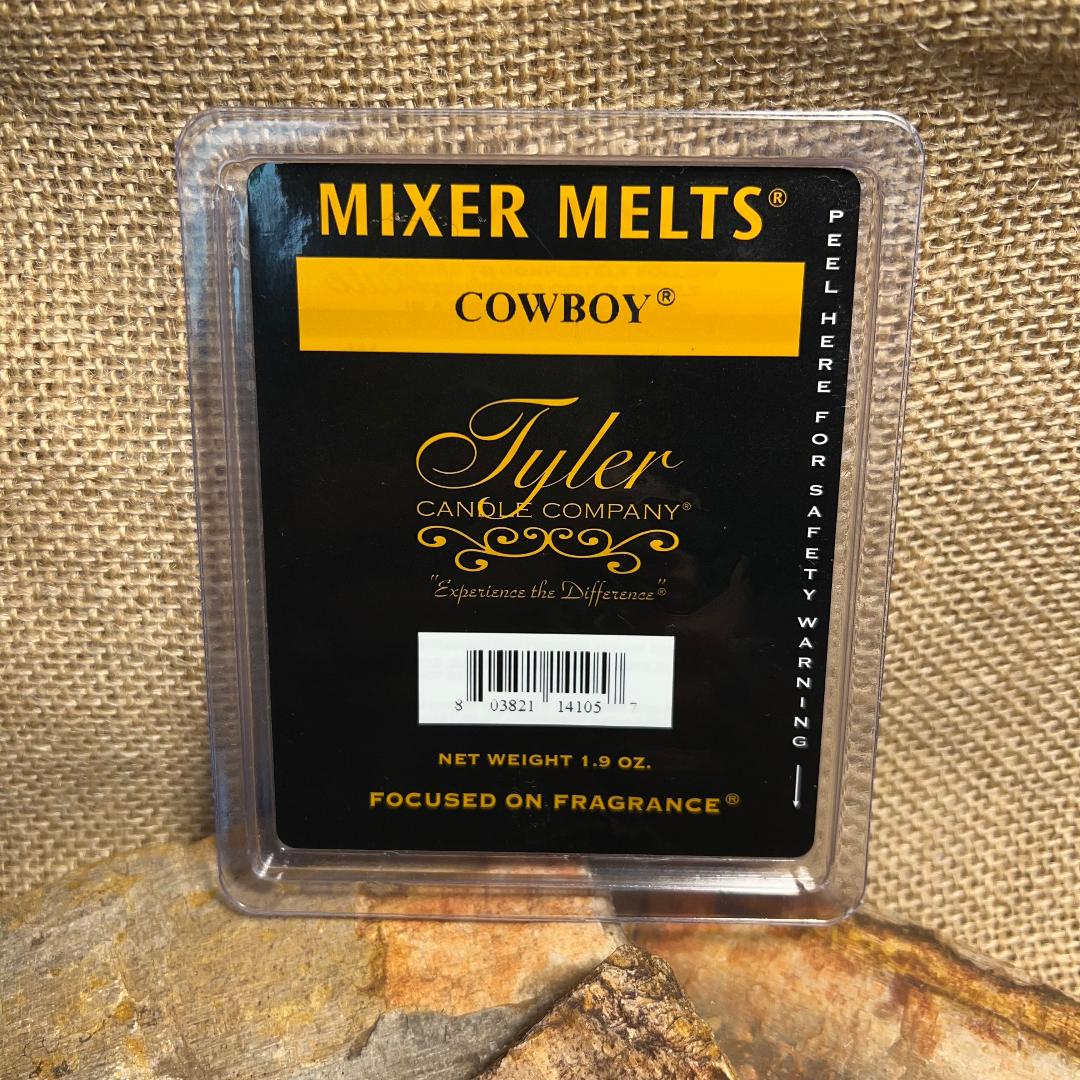 MIXER MELTS®
COWBOY®
Tyler
CANDLE COMPANY®
"Experience the Difference"®
8 03821 14105 7
NET WEIGHT 1.9 OZ.
FOCUSED ON FRAGRANCE®
PEEL HERE FOR SAFETY WARNING